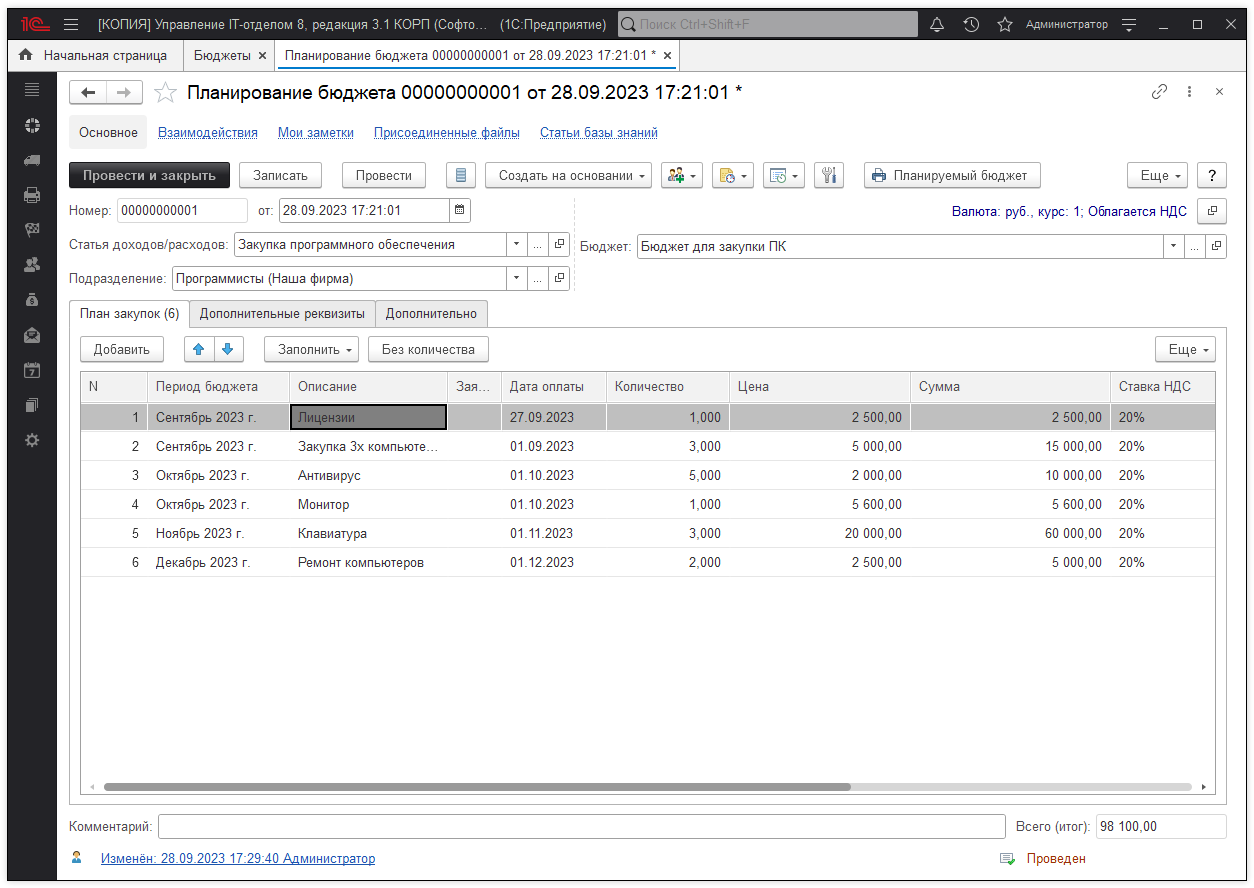 1С [КОПИЯ] Управление IT-отделом 8, редакция 3.1 КОРП (Софто... (1С:Предприятие) Поиск Ctrl+Shift+F Администратор
Начальная страница Бюджеты × Планирование бюджета 00000000001 от 28.09.2023 17:21:01 * ×
Планирование бюджета 00000000001 от 28.09.2023 17:21:01 *
Основное Взаимодействия Мои заметки Присоединенные файлы Статьи базы знаний
Провести и закрыть Записать Провести Создать на основании Планируемый бюджет Еще ?
Номер: 00000000001 от: 28.09.2023 17:21:01 Валюта: руб., курс: 1; Облагается НДС
Статья доходов/расходов: Закупка программного обеспечения ... Бюджет: Бюджет для закупки ПК ...
Подразделение: Программисты (Наша фирма) ...
План закупок (6) Дополнительные реквизиты Дополнительно
Добавить Заполнить Без количества Еще
N Период бюджета Описание Зая... Дата оплаты Количество Цена Сумма Ставка НДС
1 Сентябрь 2023 г. Лицензии 27.09.2023 1,000 2 500,00 2 500,00 20%
2 Сентябрь 2023 г. Закупка 3х компьюте... 01.09.2023 3,000 5 000,00 15 000,00 20%
3 Октябрь 2023 г. Антивирус 01.10.2023 5,000 2 000,00 10 000,00 20%
4 Октябрь 2023 г. Монитор 01.10.2023 1,000 5 600,00 5 600,00 20%
5 Ноябрь 2023 г. Клавиатура 01.11.2023 3,000 20 000,00 60 000,00 20%
6 Декабрь 2023 г. Ремонт компьютеров 01.12.2023 2,000 2 500,00 5 000,00 20%
Комментарий: Всего (итог): 98 100,00
Изменён: 28.09.2023 17:29:40 Администратор Проведен